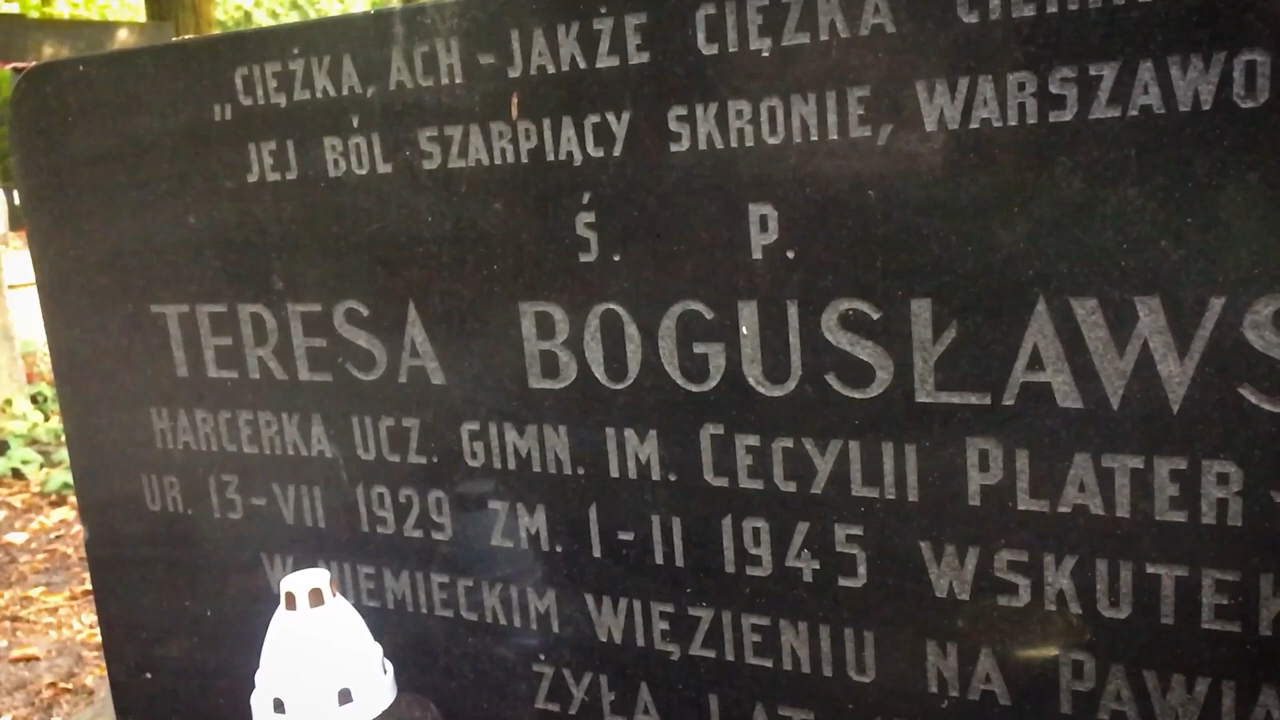 „CIĘŻKA, ACH - JAKŻE CIĘŻKA
JEJ BÓL SZARPIĄCY SKRONIE, WARSZAWO
Ś. P.
TERESA BOGUSŁAWS
HARCERKA UCZ. GIMN. IM. CECYLII PLATER
UR. 13-VII 1929 ZM. 1-II 1945 WSKUTEK
W NIEMIECKIM WIĘZIENIU NA PAWIA
ŻYŁA LAT